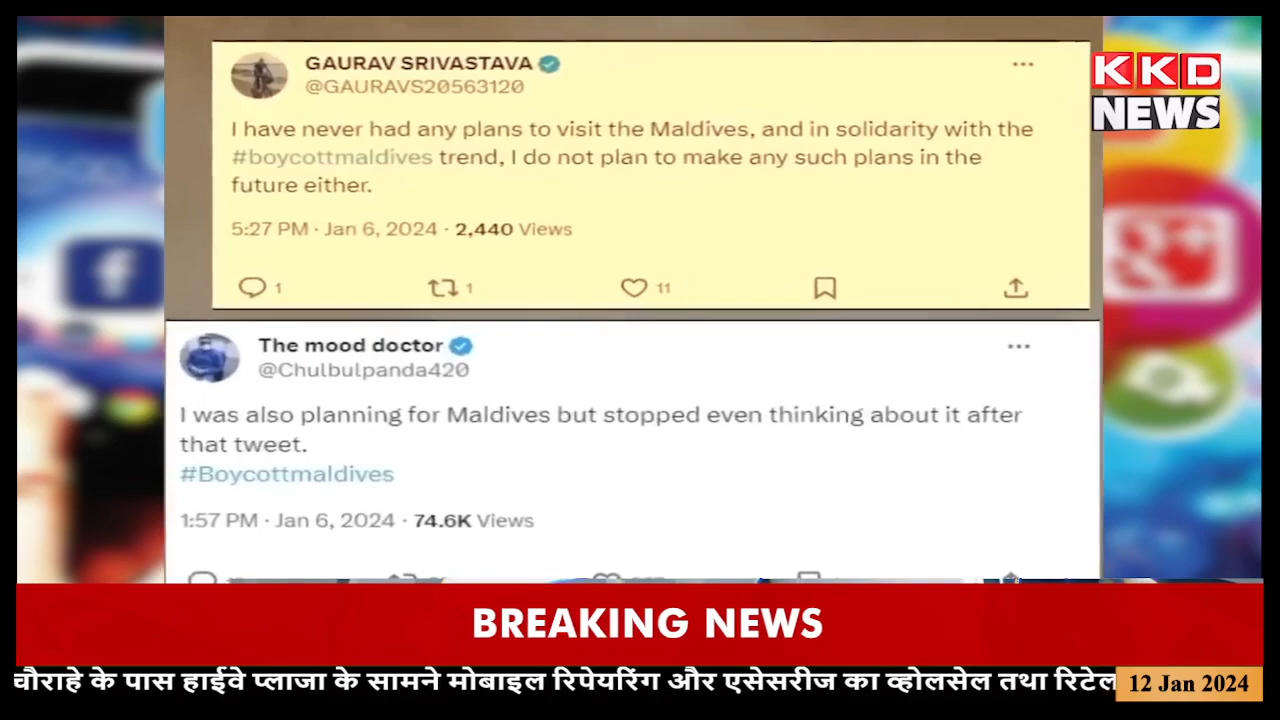 GAURAV SRIVASTAVA
@GAURAVS20563120
I have never had any plans to visit the Maldives, and in solidarity with the
#boycottmaldives trend, I do not plan to make any such plans in the
future either.
5:27 PM · Jan 6, 2024 · 2,440 Views
1 1 11
KKD
NEWS
The mood doctor
@Chulbulpanda420
I was also planning for Maldives but stopped even thinking about it after
that tweet.
#Boycottmaldives
1:57 PM · Jan 6, 2024 · 74.6K Views
BREAKING NEWS
चौराहे के पास हाईवे प्लाजा के सामने मोबाइल रिपेयरिंग और एसेसरीज का व्होलसेल तथा रिटेल
12 Jan 2024